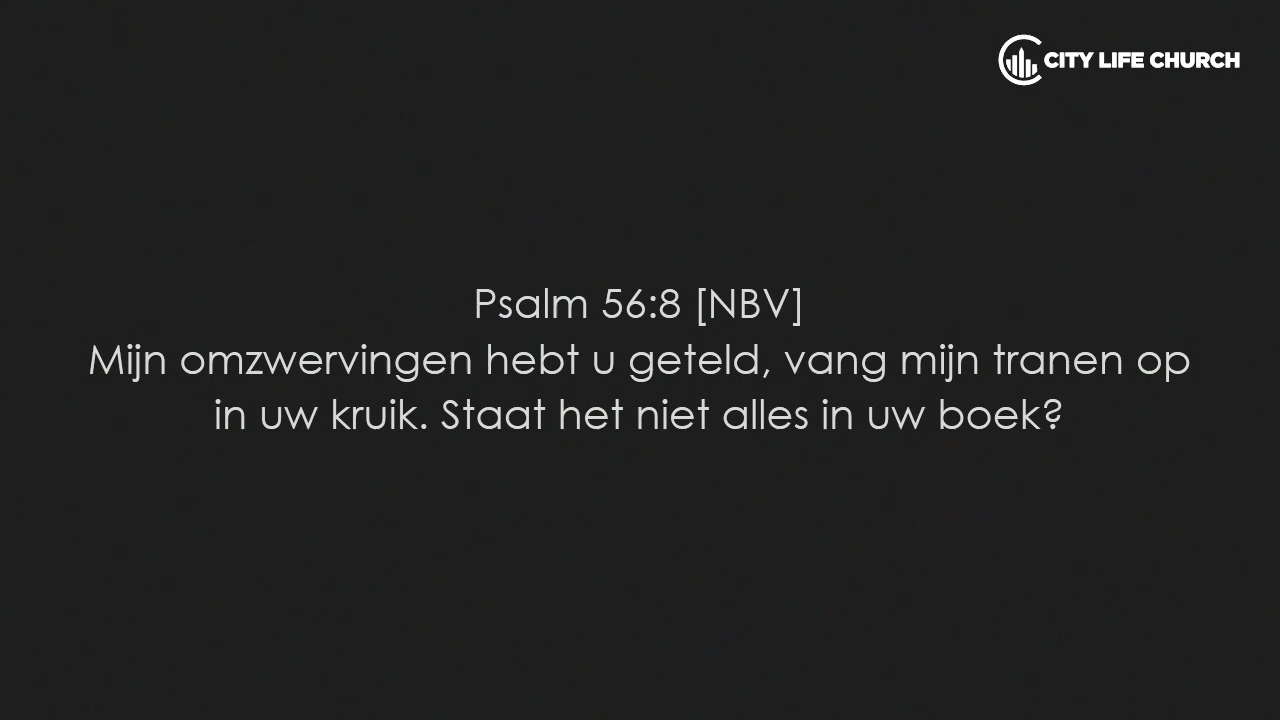 CITY LIFE CHURCH
Psalm 56:8 [NBV]
Mijn omzwervingen hebt u geteld, vang mijn tranen op
in uw kruik. Staat het niet alles in uw boek?